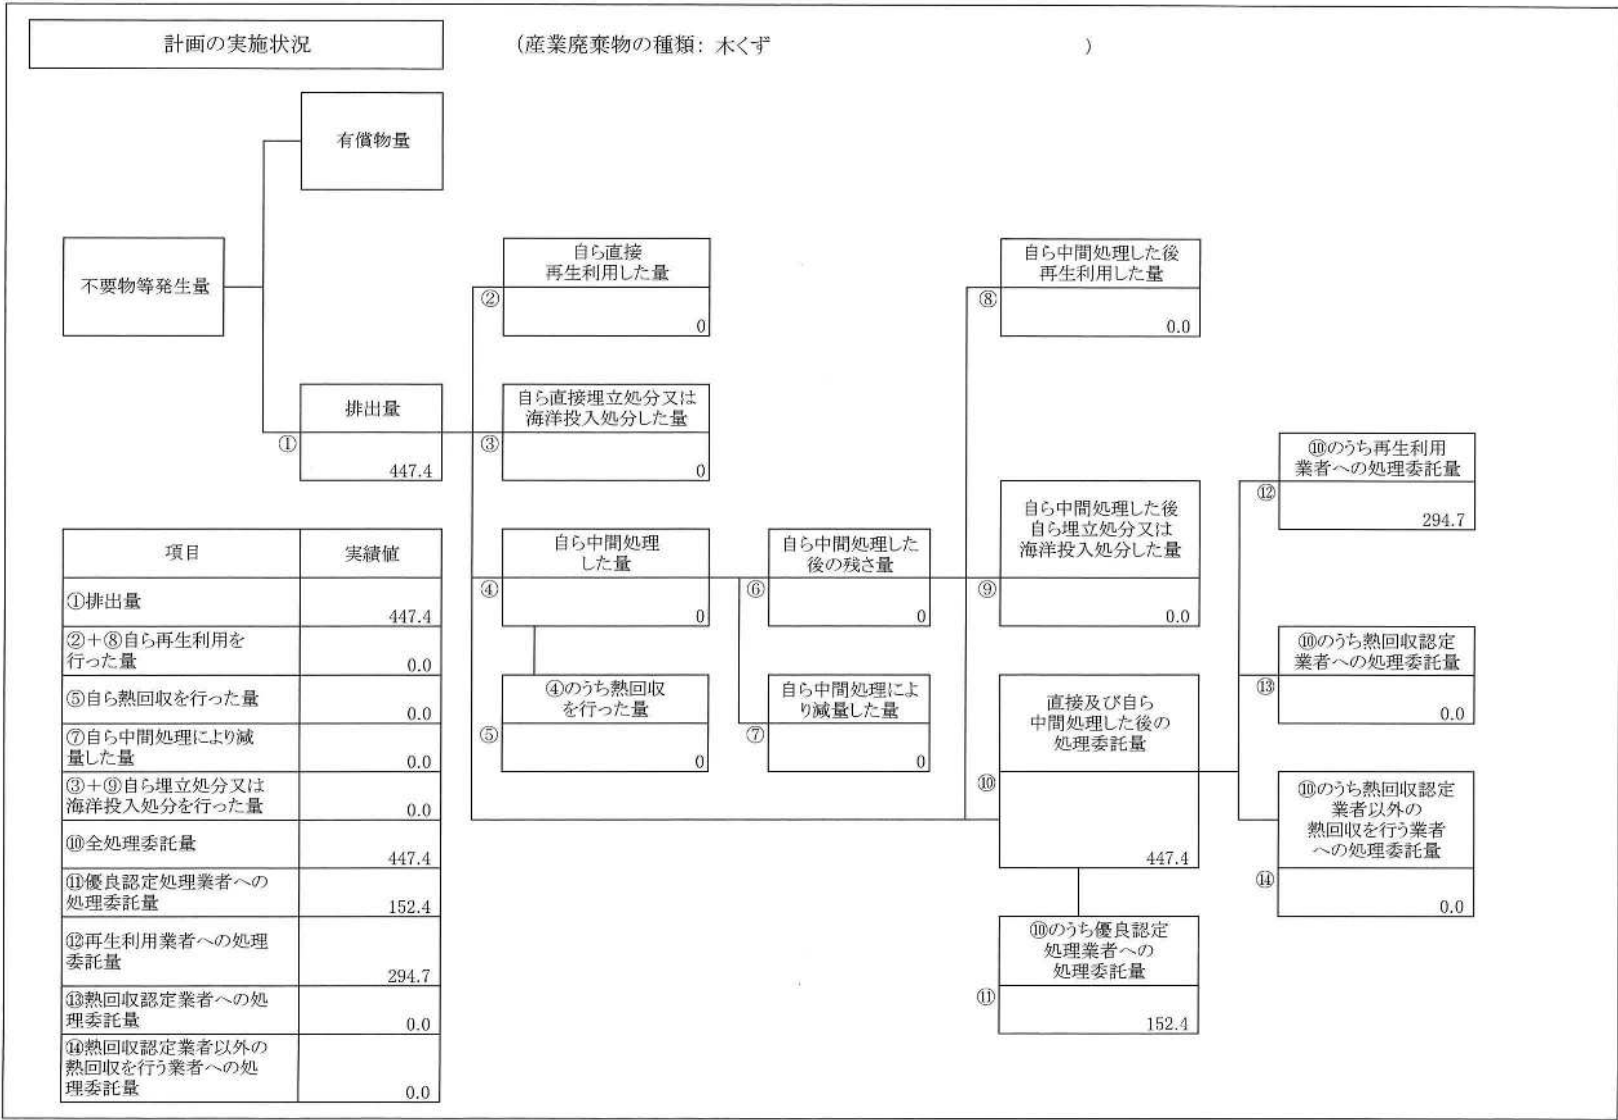 計画の実施状況
(産業廃棄物の種類: 木くず )
有償物量
不要物等発生量
排出量
①
447.4
自ら直接
再生利用した量
②
0
自ら直接埋立処分又は
海洋投入処分した量
③
0
自ら中間処理
した量
④
0
④のうち熱回収
を行った量
⑤
0
自ら中間処理した
後の残さ量
⑥
0
自ら中間処理によ
り減量した量
⑦
0
自ら中間処理した後
再生利用した量
⑧
0.0
自ら中間処理した後
自ら埋立処分又は
海洋投入処分した量
⑨
0.0
直接及び自ら
中間処理した後の
処理委託量
⑩
447.4
⑩のうち優良認定
処理業者への
処理委託量
⑪
152.4
⑩のうち再生利用
業者への処理委託量
⑫
294.7
⑩のうち熱回収認定
業者への処理委託量
⑬
0.0
⑩のうち熱回収認定
業者以外の
熱回収を行う業者
への処理委託量
⑭
0.0
項目 実績値
①排出量
447.4
②+⑧自ら再生利用を
行った量
0.0
⑤自ら熱回収を行った量
0.0
⑦自ら中間処理により減
量した量
0.0
③+⑨自ら埋立処分又は
海洋投入処分を行った量
0.0
⑩全処理委託量
447.4
⑪優良認定処理業者への
処理委託量
152.4
⑫再生利用業者への処理
委託量
294.7
⑬熱回収認定業者への処
理委託量
0.0
⑭熱回収認定業者以外の
熱回収を行う業者への処
理委託量
0.0